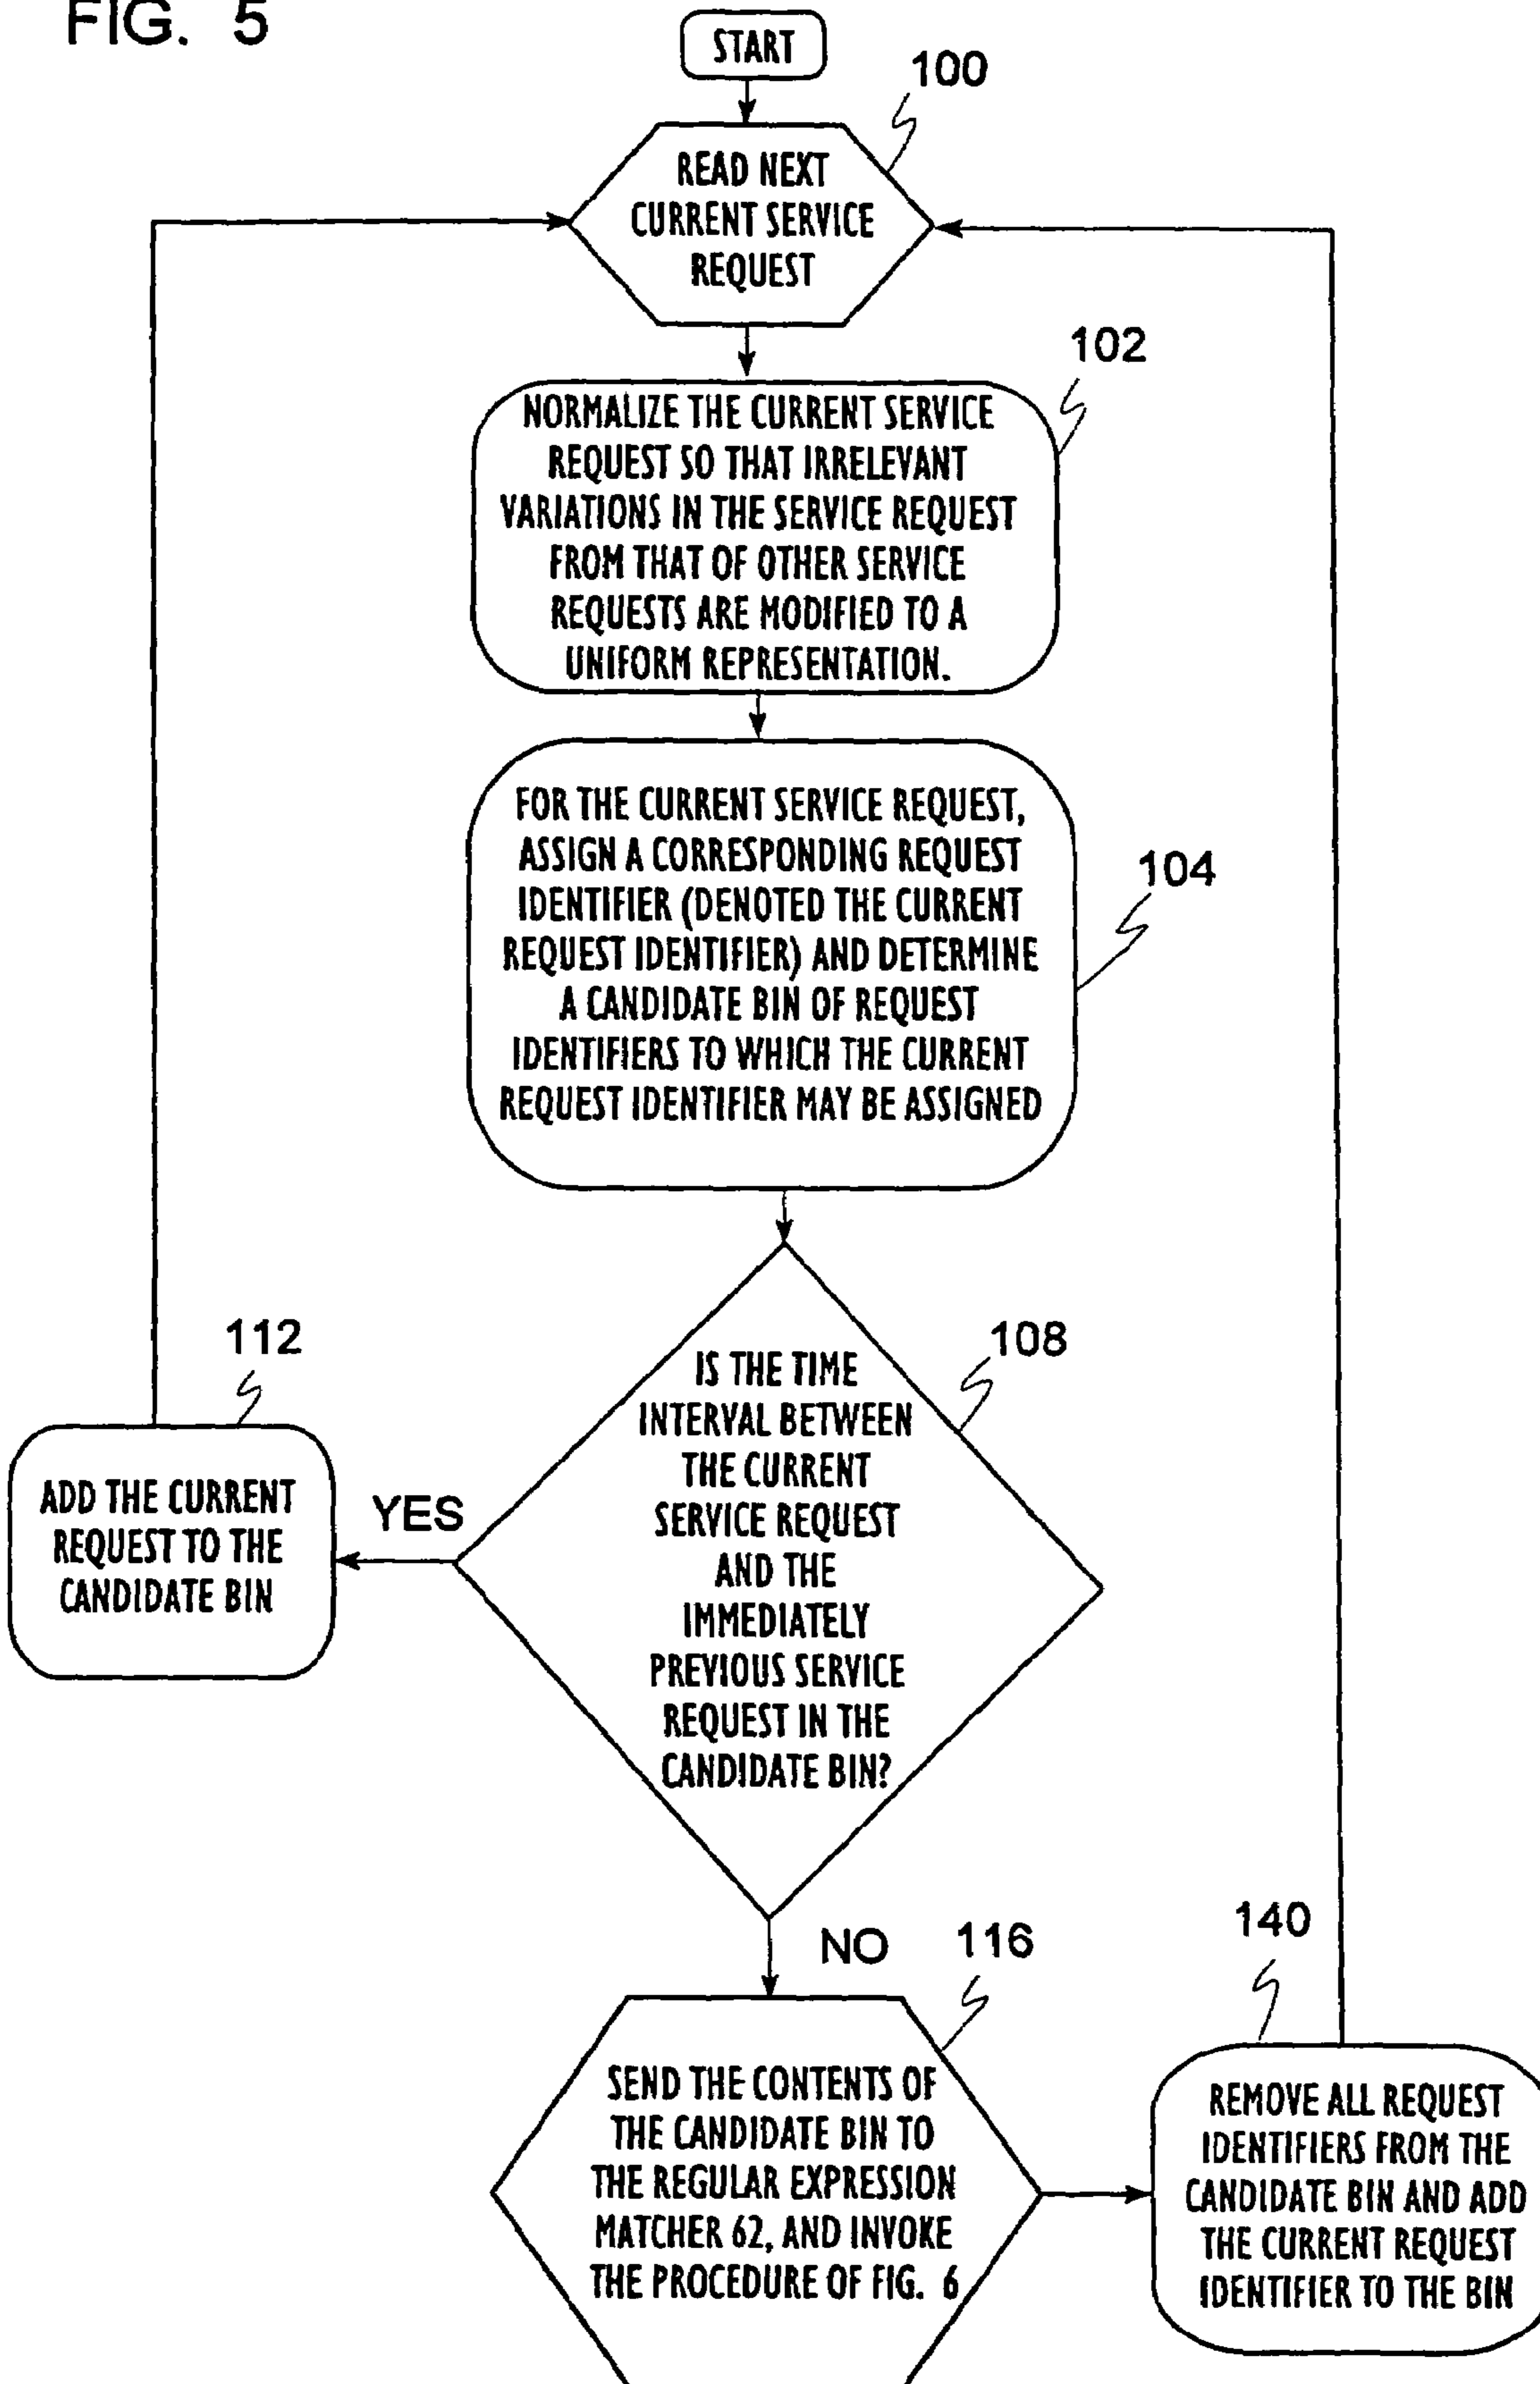 FIG. 5
START
100
READ NEXT
CURRENT SERVICE
REQUEST
102
NORMALIZE THE CURRENT SERVICE
REQUEST SO THAT IRRELEVANT
VARIATIONS IN THE SERVICE REQUEST
FROM THAT OF OTHER SERVICE
REQUESTS ARE MODIFIED TO A
UNIFORM REPRESENTATION.
104
FOR THE CURRENT SERVICE REQUEST,
ASSIGN A CORRESPONDING REQUEST
IDENTIFIER (DENOTED THE CURRENT
REQUEST IDENTIFIER) AND DETERMINE
A CANDIDATE BIN OF REQUEST
IDENTIFIERS TO WHICH THE CURRENT
REQUEST IDENTIFIER MAY BE ASSIGNED
108
IS THE TIME
INTERVAL BETWEEN
THE CURRENT
SERVICE REQUEST
AND THE
IMMEDIATELY
PREVIOUS SERVICE
REQUEST IN THE
CANDIDATE BIN?
YES
112
ADD THE CURRENT
REQUEST TO THE
CANDIDATE BIN
NO
116
SEND THE CONTENTS OF
THE CANDIDATE BIN TO
THE REGULAR EXPRESSION
MATCHER 62, AND INVOKE
THE PROCEDURE OF FIG. 6
140
REMOVE ALL REQUEST
IDENTIFIERS FROM THE
CANDIDATE BIN AND ADD
THE CURRENT REQUEST
IDENTIFIER TO THE BIN